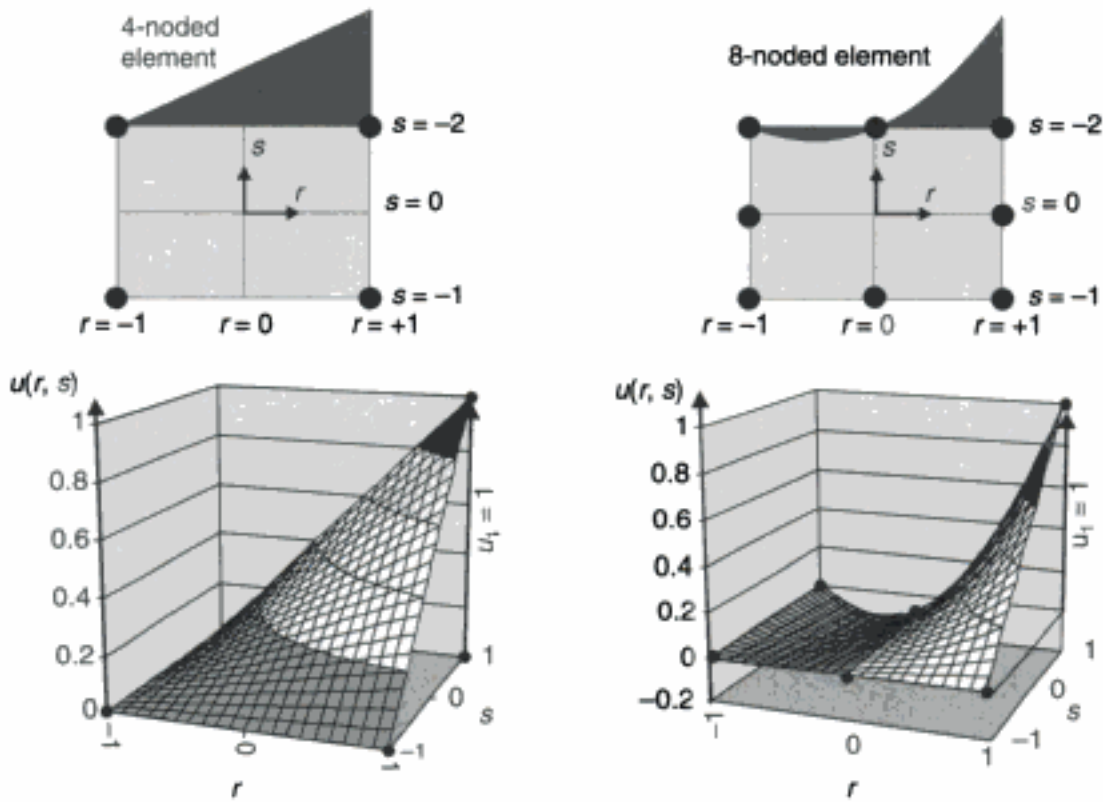 4-noded
element
s = –2
s
r
s = 0
s = –1
r = –1
r = 0
r = +1
8-noded element
s = –2
s
r
s = 0
s = –1
r = –1
r = 0
r = +1
u(r, s)
1
0.8
0.6
0.4
0.2
0
–1
0
1
r
–1
0
1
s
u₁ = 1
u(r, s)
1
0.8
0.6
0.4
0.2
0
–0.2
–1
0
1
r
–1
0
1
s
u₁ = 1